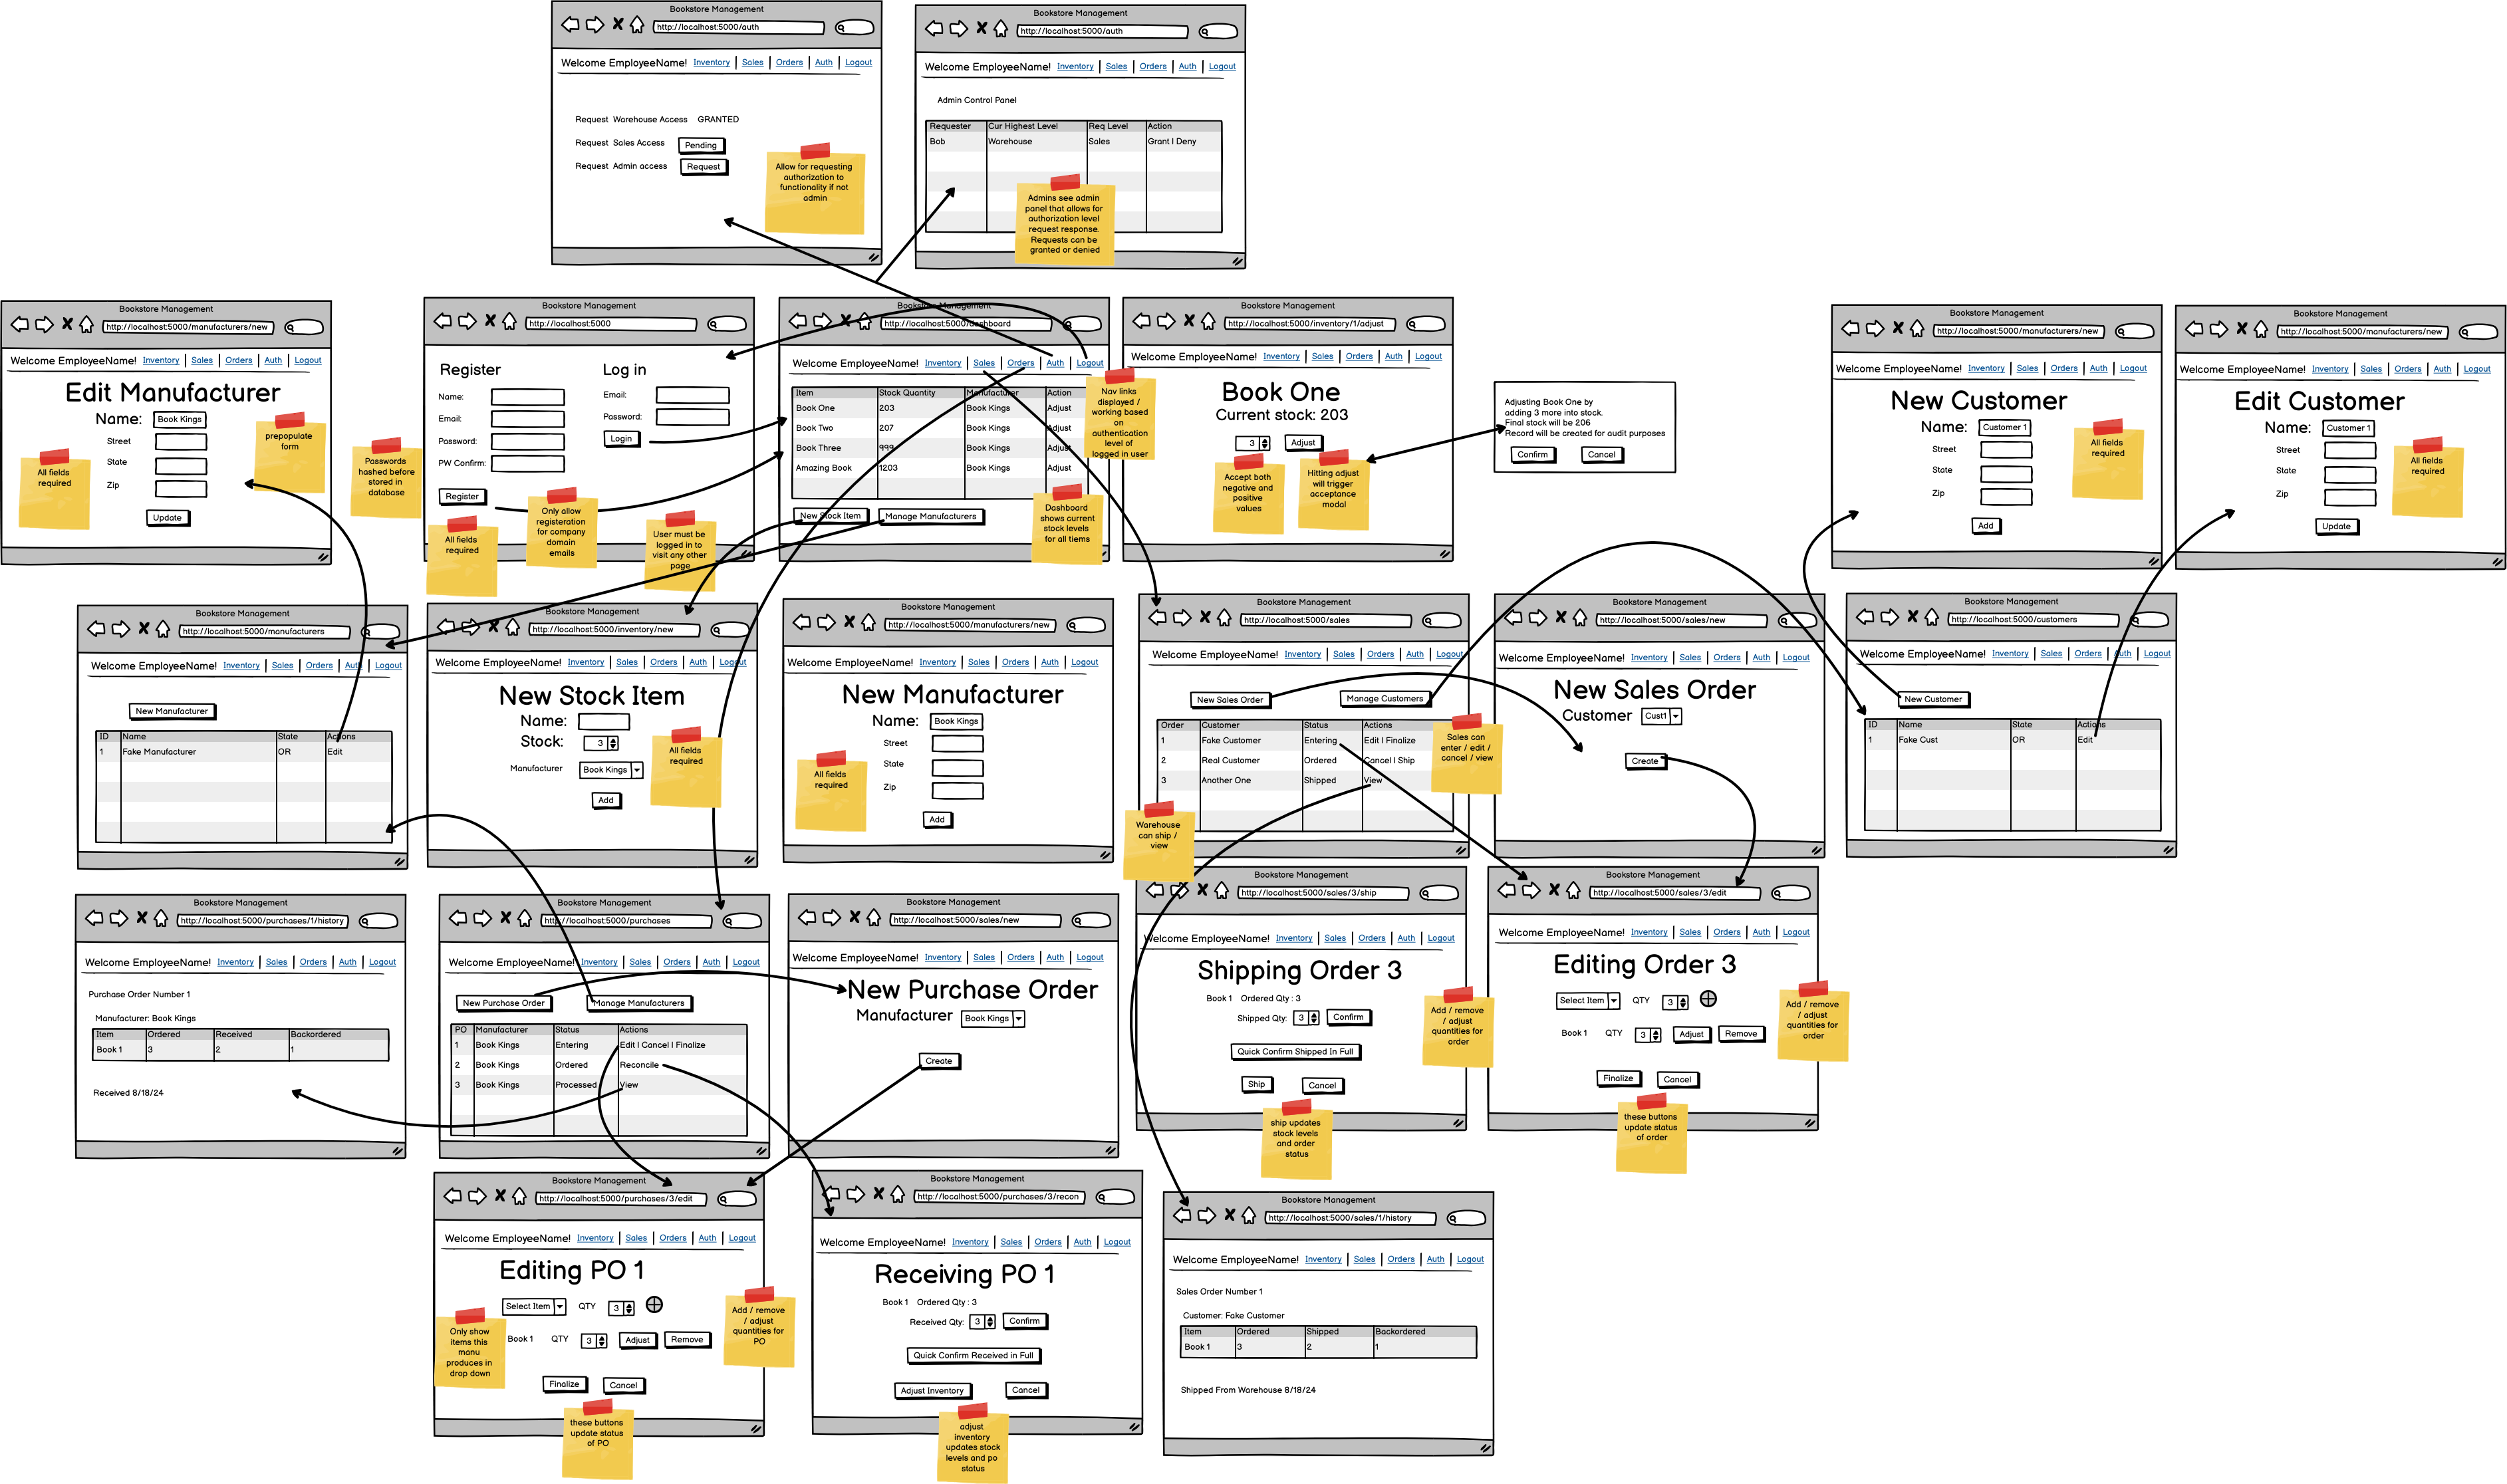 Bookstore Management
http://localhost:5000/auth
Welcome EmployeeName! Inventory Sales Orders Auth Logout
Request Warehouse Access GRANTED
Request Sales Access Pending
Request Admin access Request
Allow for requesting
authorization to
functionality if not
admin
Bookstore Management
http://localhost:5000/auth
Welcome EmployeeName! Inventory Sales Orders Auth Logout
Admin Control Panel
Requester Cur Highest Level Req Level Action
Bob Warehouse Sales Grant | Deny
Admins see admin
panel that allows for
authorization level
request response.
Requests can be
granted or denied
Bookstore Management
http://localhost:5000/manufacturers/new
Welcome EmployeeName! Inventory Sales Orders Auth Logout
Edit Manufacturer
Name: Book Kings
Street
State
Zip
Update
All fields
required
prepopulate
form
Passwords
hashed before
stored in
database
Bookstore Management
http://localhost:5000
Register
Name:
Email:
Password:
PW Confirm:
Register
Log in
Email:
Password:
Login
All fields
required
Only allow
registeration
for company
domain
emails
User must be
logged in to
visit any other
page
Bookstore Management
http://localhost:5000/dashboard
Welcome EmployeeName! Inventory Sales Orders Auth Logout
Item Stock Quantity Manufacturer Action
Book One 203 Book Kings Adjust
Book Two 207 Book Kings Adjust
Book Three 999 Book Kings Adjust
Amazing Book 1203 Book Kings Adjust
New Stock Item Manage Manufacturers
Nav links
displayed /
working based
on
authentication
level of
logged in user
Dashboard
shows current
stock levels
for all tiems
Bookstore Management
http://localhost:5000/inventory/1/adjust
Welcome EmployeeName! Inventory Sales Orders Auth Logout
Book One
Current stock: 203
3 Adjust
Accept both
negative and
positive
values
Hitting adjust
will trigger
acceptance
modal
Adjusting Book One by
adding 3 more into stock.
Final stock will be 206
Record will be created for audit purposes
Confirm Cancel
Bookstore Management
http://localhost:5000/manufacturers/new
Welcome EmployeeName! Inventory Sales Orders Auth Logout
New Customer
Name: Customer 1
Street
State
Zip
Add
All fields
required
Bookstore Management
http://localhost:5000/manufacturers/new
Welcome EmployeeName! Inventory Sales Orders Auth Logout
Edit Customer
Name: Customer 1
Street
State
Zip
Update
All fields
required
Bookstore Management
http://localhost:5000/manufacturers
Welcome EmployeeName! Inventory Sales Orders Auth Logout
New Manufacturer
ID Name State Actions
1 Fake Manufacturer OR Edit
Bookstore Management
http://localhost:5000/inventory/new
Welcome EmployeeName! Inventory Sales Orders Auth Logout
New Stock Item
Name:
Stock: 3
Manufacturer Book Kings
Add
All fields
required
Bookstore Management
http://localhost:5000/manufacturers/new
Welcome EmployeeName! Inventory Sales Orders Auth Logout
New Manufacturer
Name: Book Kings
Street
State
Zip
Add
All fields
required
Bookstore Management
http://localhost:5000/sales
Welcome EmployeeName! Inventory Sales Orders Auth Logout
New Sales Order Manage Customers
Order Customer Status Actions
1 Fake Customer Entering Edit | Finalize
2 Real Customer Ordered Cancel | Ship
3 Another One Shipped View
Sales can
enter / edit /
cancel / view
Warehouse
can ship /
view
Bookstore Management
http://localhost:5000/sales/new
Welcome EmployeeName! Inventory Sales Orders Auth Logout
New Sales Order
Customer Cust1
Create
Bookstore Management
http://localhost:5000/customers
Welcome EmployeeName! Inventory Sales Orders Auth Logout
New Customer
ID Name State Actions
1 Fake Cust OR Edit
Bookstore Management
http://localhost:5000/purchases/1/history
Welcome EmployeeName! Inventory Sales Orders Auth Logout
Purchase Order Number 1
Manufacturer: Book Kings
Item Ordered Received Backordered
Book 1 3 2 1
Received 8/18/24
Bookstore Management
http://localhost:5000/purchases
Welcome EmployeeName! Inventory Sales Orders Auth Logout
New Purchase Order Manage Manufacturers
PO Manufacturer Status Actions
1 Book Kings Entering Edit | Cancel | Finalize
2 Book Kings Ordered Reconcile
3 Book Kings Processed View
Bookstore Management
http://localhost:5000/sales/new
Welcome EmployeeName! Inventory Sales Orders Auth Logout
New Purchase Order
Manufacturer Book Kings
Create
Bookstore Management
http://localhost:5000/sales/3/ship
Welcome EmployeeName! Inventory Sales Orders Auth Logout
Shipping Order 3
Book 1 Ordered Qty : 3
Shipped Qty: 3 Confirm
Quick Confirm Shipped In Full
Ship Cancel
Add / remove
/ adjust
quantities for
order
ship updates
stock levels
and order
status
Bookstore Management
http://localhost:5000/sales/3/edit
Welcome EmployeeName! Inventory Sales Orders Auth Logout
Editing Order 3
Select Item QTY 3
Book 1 QTY 3 Adjust Remove
Finalize Cancel
Add / remove
/ adjust
quantities for
order
these buttons
update status
of order
Bookstore Management
http://localhost:5000/purchases/3/edit
Welcome EmployeeName! Inventory Sales Orders Auth Logout
Editing PO 1
Select Item QTY 3
Book 1 QTY 3 Adjust Remove
Finalize Cancel
Only show
items this
manu
produces in
drop down
Add / remove
/ adjust
quantities for
PO
these buttons
update status
of PO
Bookstore Management
http://localhost:5000/purchases/3/recon
Welcome EmployeeName! Inventory Sales Orders Auth Logout
Receiving PO 1
Book 1 Ordered Qty : 3
Received Qty: 3 Confirm
Quick Confirm Received in Full
Adjust Inventory Cancel
adjust
inventory
updates stock
levels and po
status
Bookstore Management
http://localhost:5000/sales/1/history
Welcome EmployeeName! Inventory Sales Orders Auth Logout
Sales Order Number 1
Customer: Fake Customer
Item Ordered Shipped Backordered
Book 1 3 2 1
Shipped From Warehouse 8/18/24